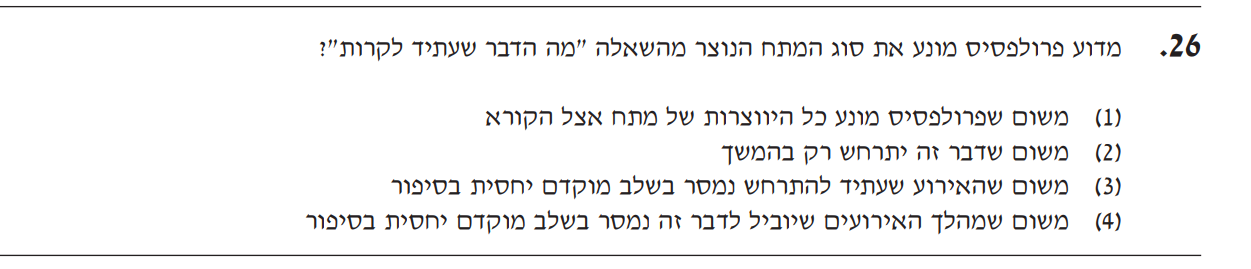 26. מדוע פרולפסיס מונע את סוג המתח הנוצר מהשאלה "מה הדבר שעתיד לקרות"?
(1) משום שפרולפסיס מונע כל היווצרות של מתח אצל הקורא
(2) משום שדבר זה יתרחש רק בהמשך
(3) משום שהאירוע שעתיד להתרחש נמסר בשלב מוקדם יחסית בסיפור
(4) משום שמהלך האירועים שיוביל לדבר זה נמסר בשלב מוקדם יחסית בסיפור